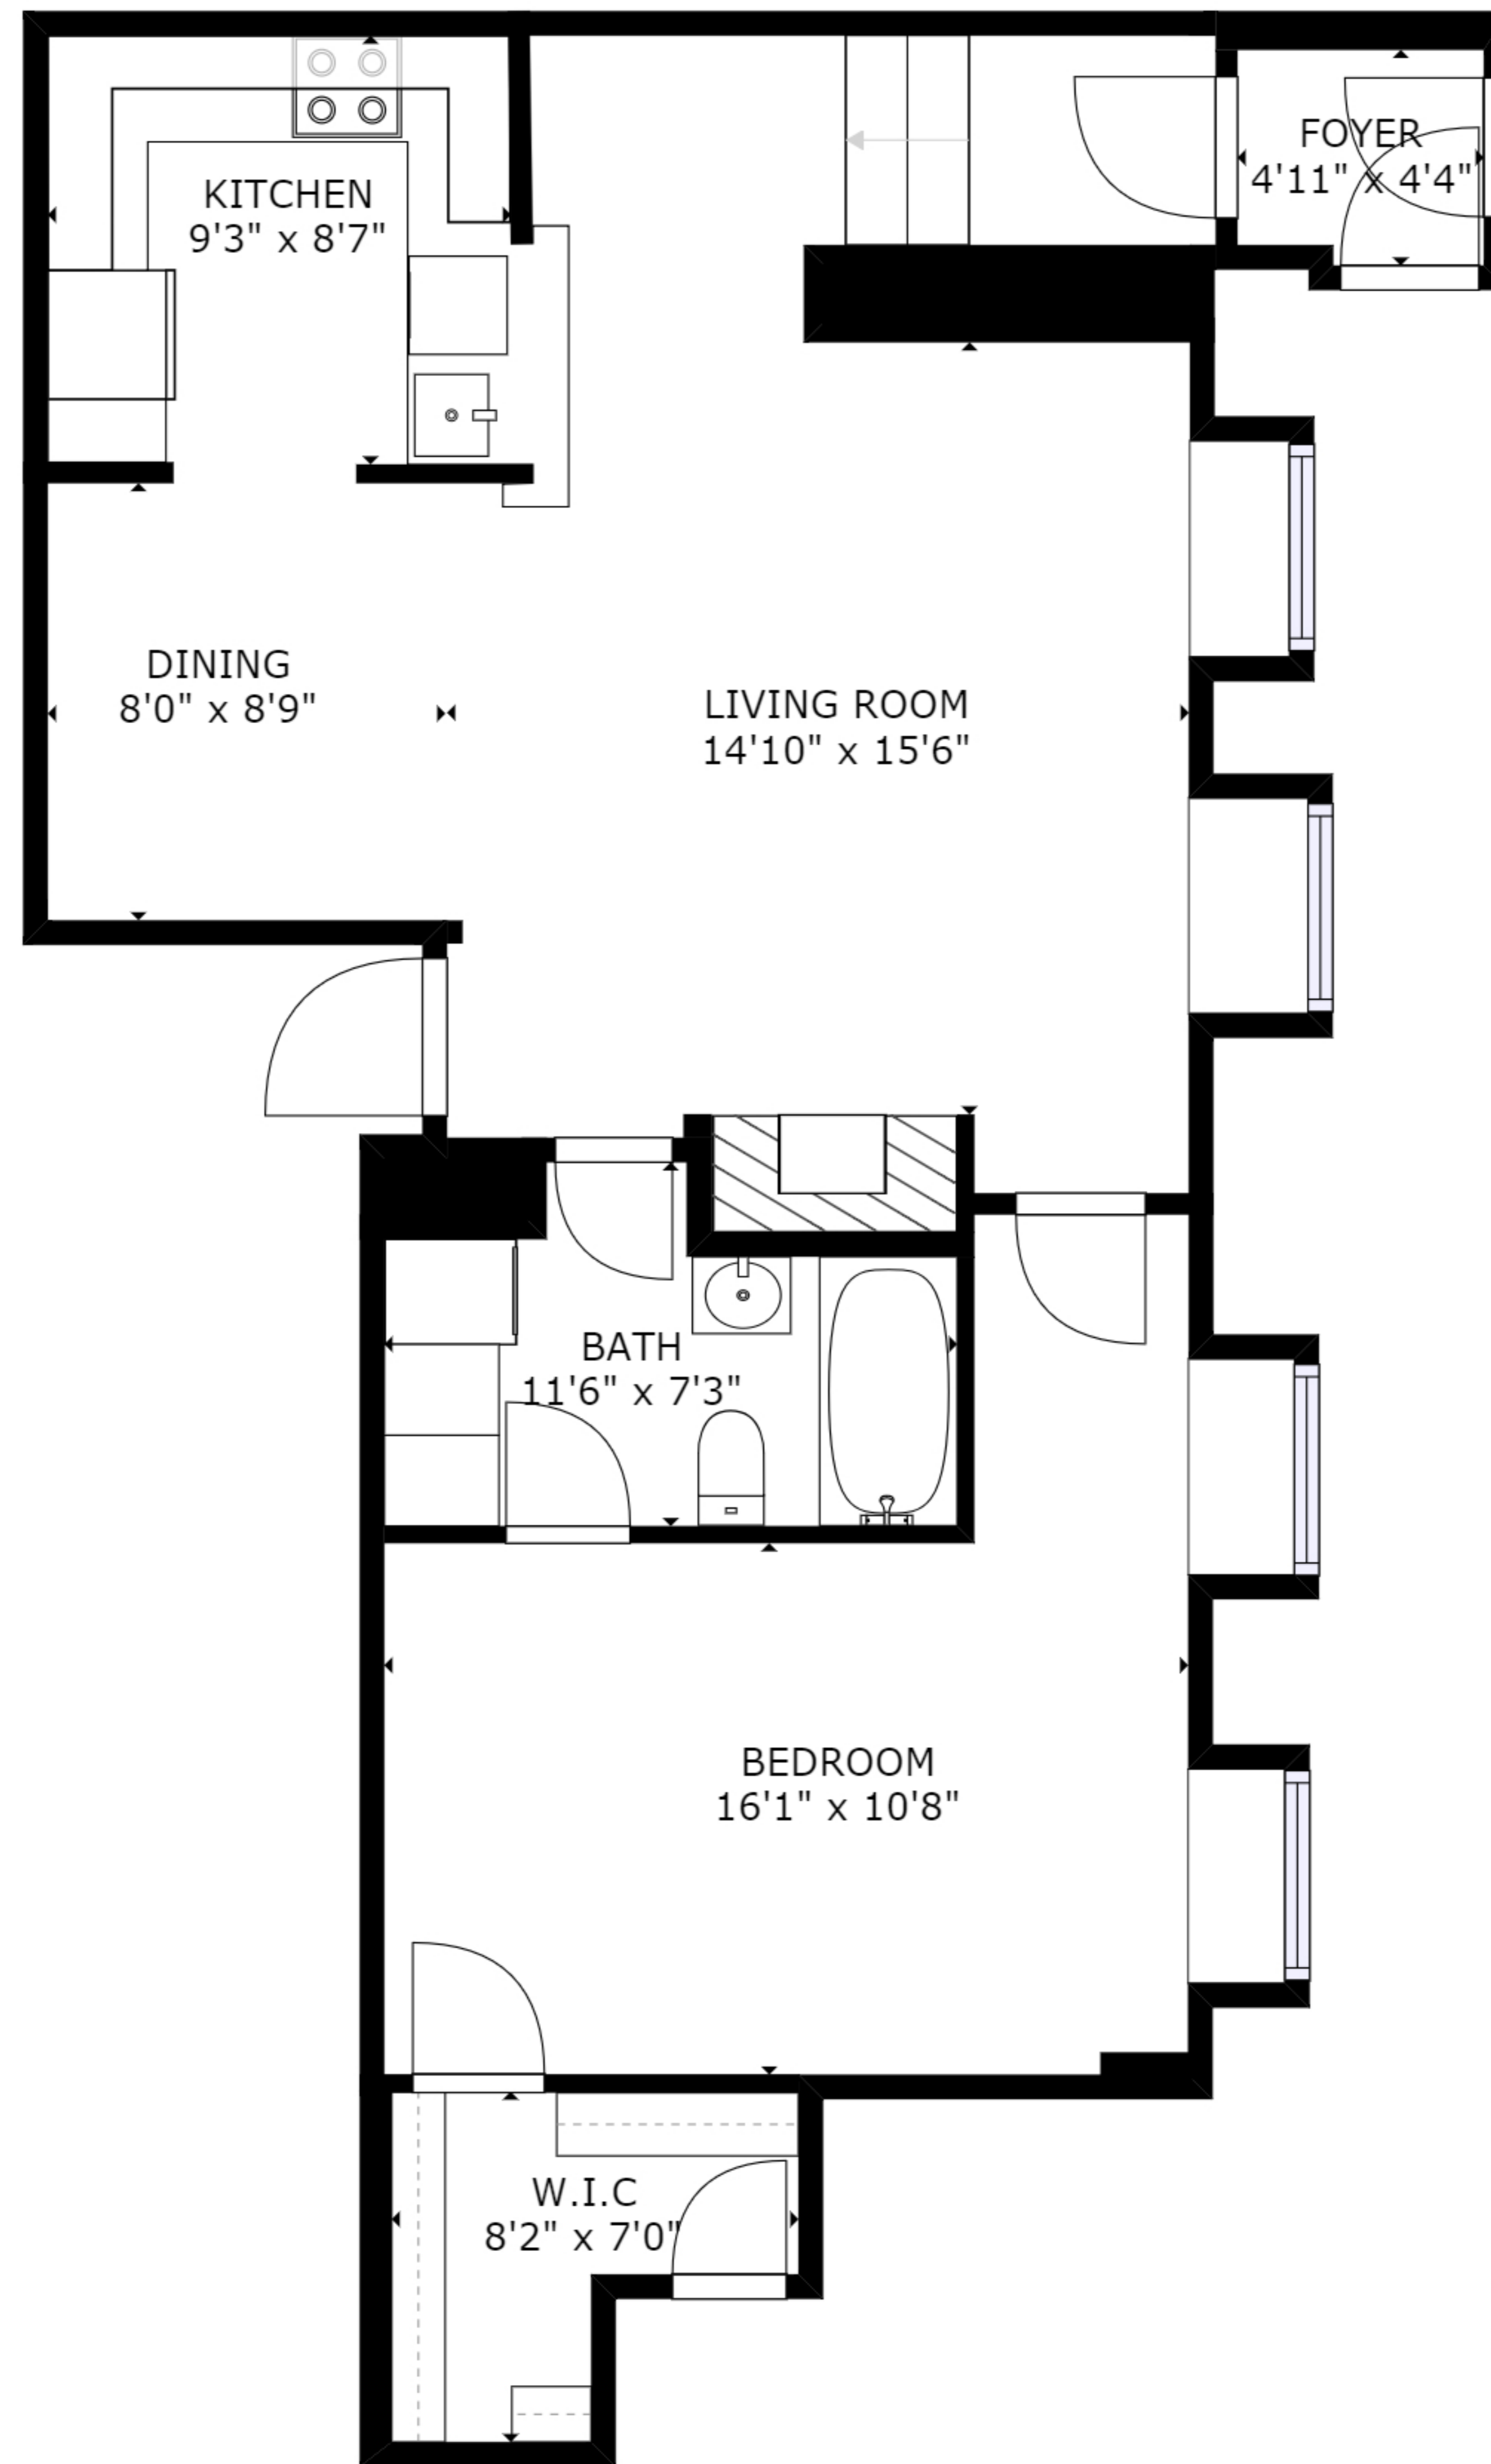 FOYER
4'11" x 4'4"
KITCHEN
9'3" x 8'7"
DINING
8'0" x 8'9"
LIVING ROOM
14'10" x 15'6"
BATH
11'6" x 7'3"
BEDROOM
16'1" x 10'8"
W.I.C
8'2" x 7'0"